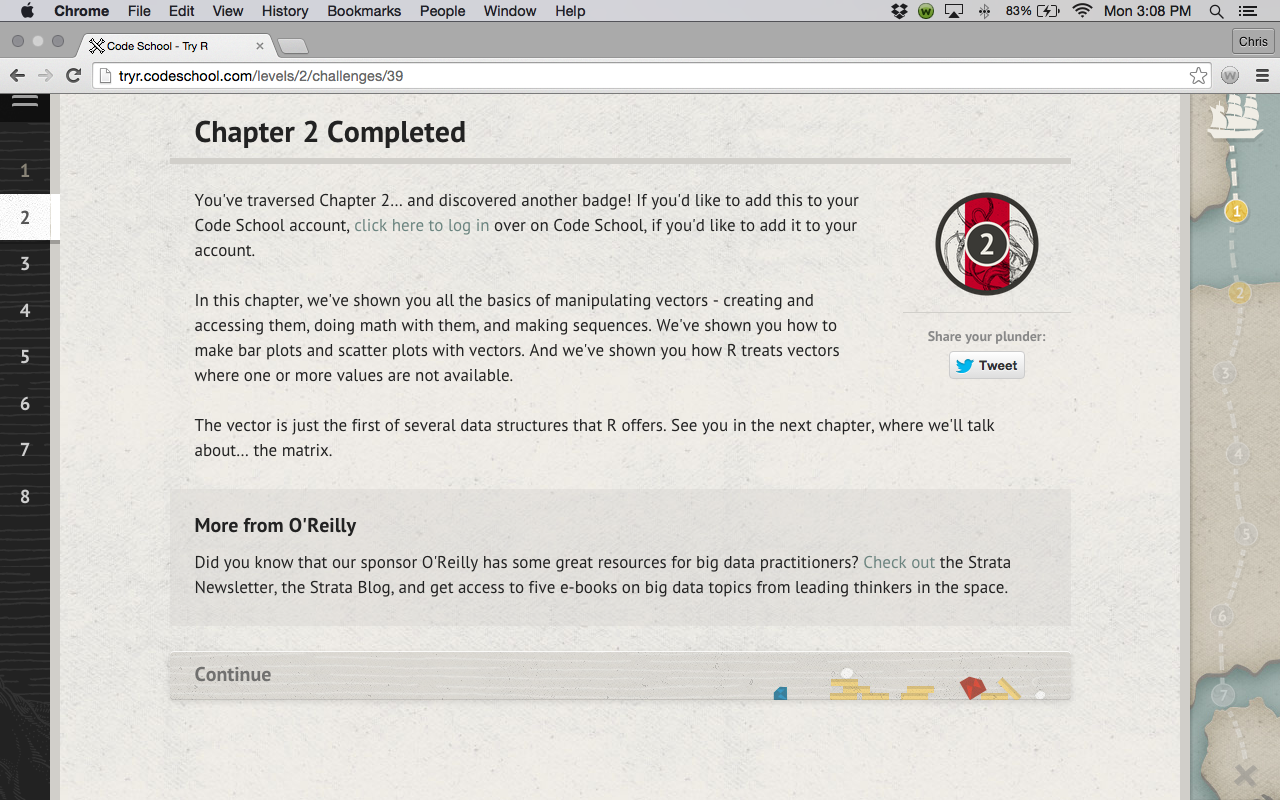 Chrome File Edit View History Bookmarks People Window Help 83% Mon 3:08 PM
Code School - Try R
Chris
tryr.codeschool.com/levels/2/challenges/39
Chapter 2 Completed
You've traversed Chapter 2... and discovered another badge! If you'd like to add this to your
Code School account, click here to log in over on Code School, if you'd like to add it to your
account.
In this chapter, we've shown you all the basics of manipulating vectors - creating and
accessing them, doing math with them, and making sequences. We've shown you how to
make bar plots and scatter plots with vectors. And we've shown you how R treats vectors
where one or more values are not available.
2
Share your plunder:
Tweet
The vector is just the first of several data structures that R offers. See you in the next chapter, where we'll talk
about... the matrix.
More from O'Reilly
Did you know that our sponsor O'Reilly has some great resources for big data practitioners? Check out the Strata
Newsletter, the Strata Blog, and get access to five e-books on big data topics from leading thinkers in the space.
Continue
1
2
3
4
5
6
7
8
1
2
3
4
5
6
7